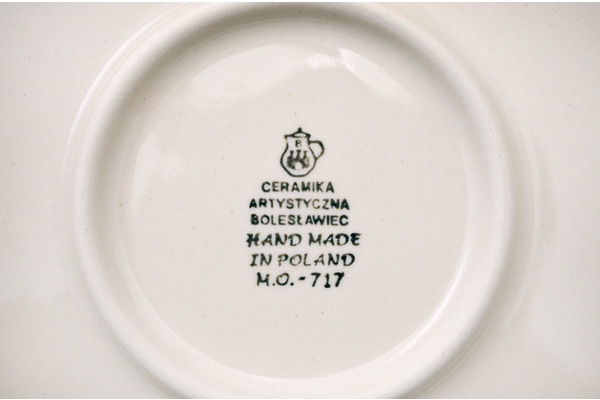 B
CERAMIKA
ARTYSTYCZNA
BOLESŁAWIEC
HAND MADE
IN POLAND
M.O.-717